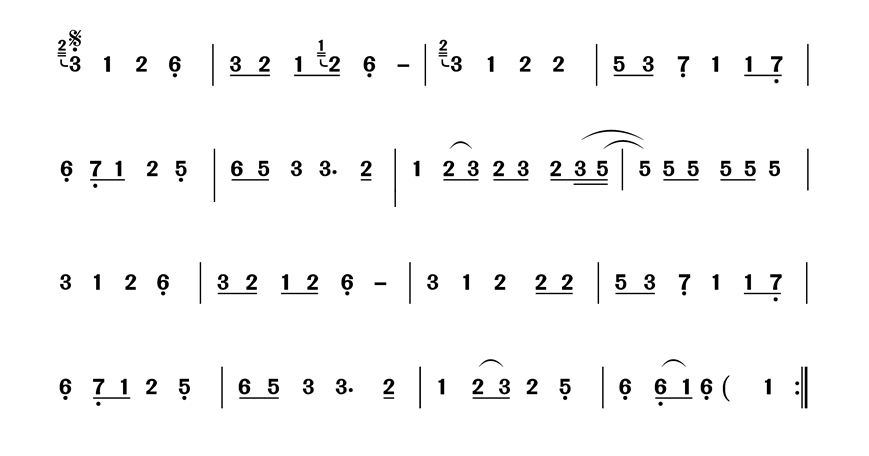 2 3 1 2 6̣ | 3 2 1 1 2 6̣ – | 2 3 1 2 2 | 5 3 7̣ 1 1 7̣ |
6̣ 7̣ 1 2 5̣ | 6 5 3 3. 2 | 1 2 3 2 3 2 3 5 | 5 5 5 5 5 5 |
3 1 2 6̣ | 3 2 1 2 6̣ – | 3 1 2 2 2 | 5 3 7̣ 1 1 7̣ |
6̣ 7̣ 1 2 5̣ | 6 5 3 3. 2 | 1 2 3 2 5̣ | 6̣ 6̣ 1 6̣ ( 1 :||